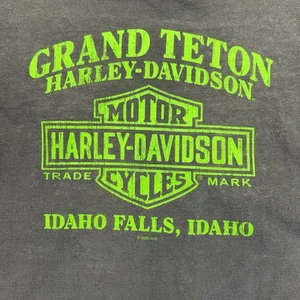 GRAND TETON
HARLEY-DAVIDSON
MOTOR
HARLEY-DAVIDSON
TRADE MARK
CYCLES
IDAHO FALLS, IDAHO